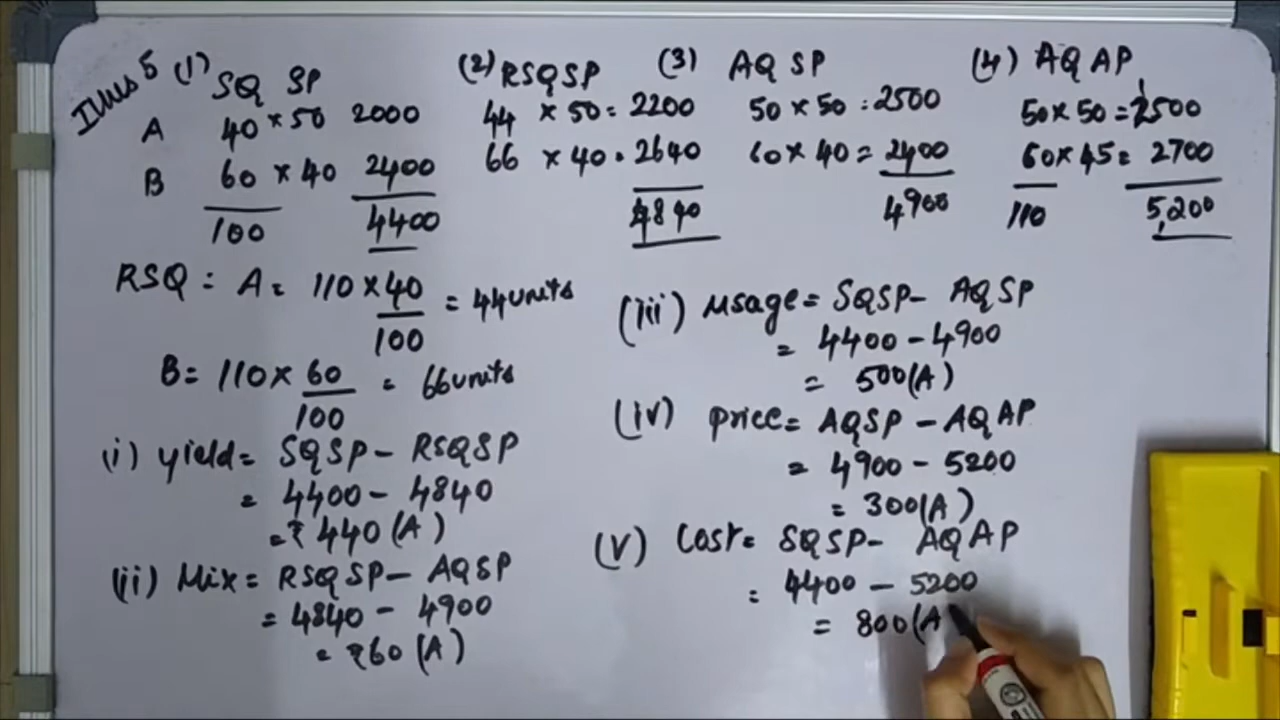 Illus 5 (1) SQ SP (2) RSQSP (3) AQ SP (4) AQ AP
A 40 × 50 2000 44 × 50 = 2200 50 × 50 = 2500 50 × 50 = 2500
B 60 × 40 2400 66 × 40 = 2640 60 × 40 = 2400 60 × 45 = 2700
100 4400 4840 4900 110 5,200
RSQ : A = 110 × 40/100 = 44 units
B = 110 × 60/100 = 66 units
(i) Yield = SQSP - RSQSP
= 4400 - 4840
= ₹ 440 (A)
(ii) Mix = RSQSP - AQSP
= 4840 - 4900
= ₹60 (A)
(iii) Usage = SQSP - AQSP
= 4400 - 4900
= 500 (A)
(iv) price = AQSP - AQAP
= 4900 - 5200
= 300 (A)
(v) Cost = SQSP - AQAP
= 4400 - 5200
= 800 (A